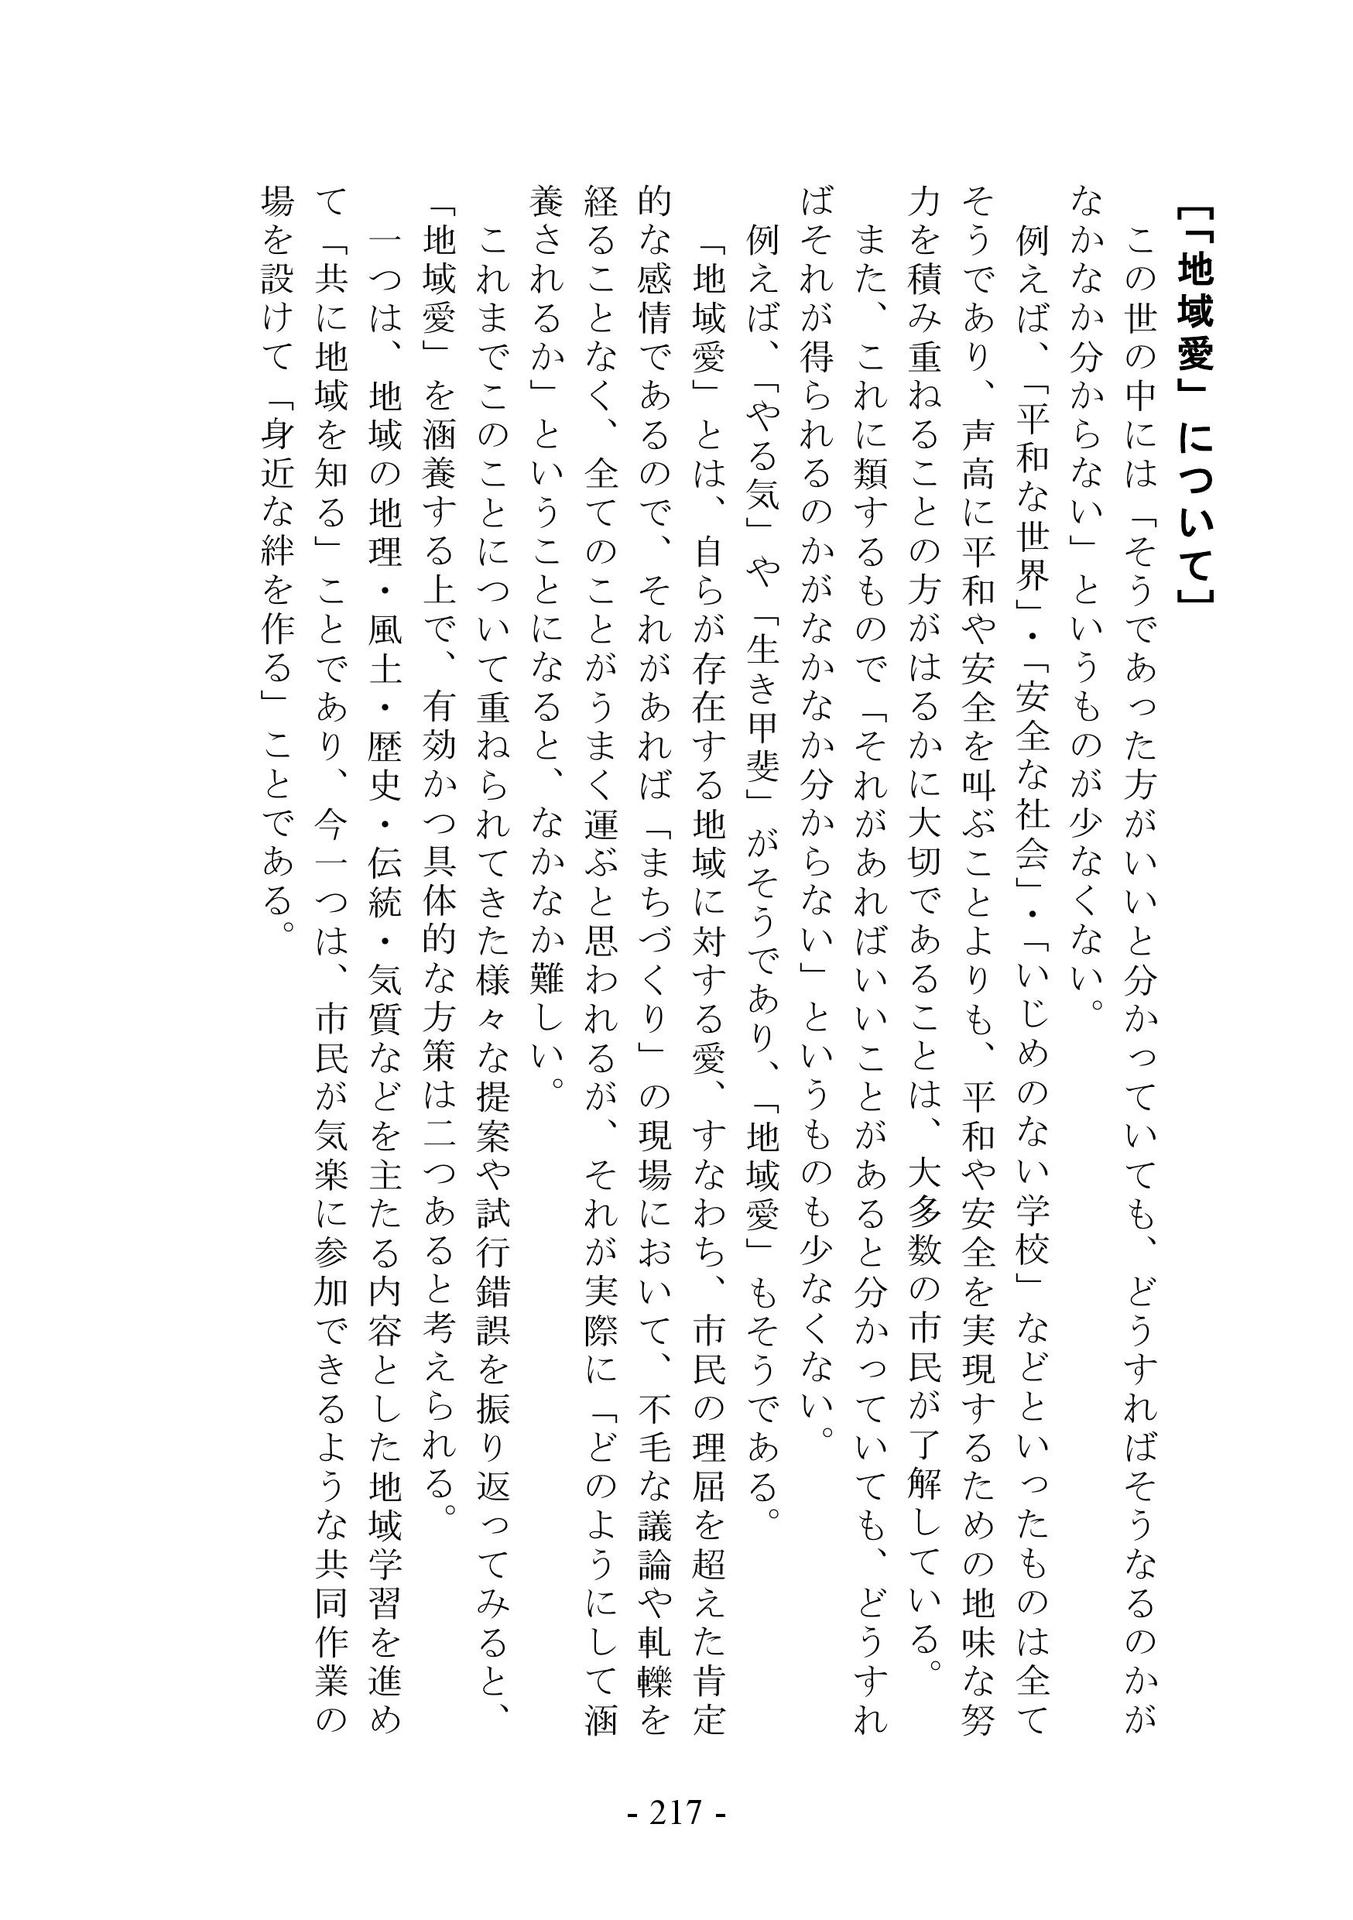 ［「地域愛」について］
　この世の中には「そうであった方がいいと分かっていても、どうすればそうなるのかが
なかなか分からない」というものが少なくない。
　例えば、「平和な世界」・「安全な社会」・「いじめのない学校」などといったものは全て
そうであり、声高に平和や安全を叫ぶことよりも、平和や安全を実現するための地味な努
力を積み重ねることの方がはるかに大切であることは、大多数の市民が了解している。
　また、これに類するもので「それがあればいいことがあると分かっていても、どうすれ
ばそれが得られるのかがなかなか分からない」というものも少なくない。
　例えば、「やる気」や「生き甲斐」がそうであり、「地域愛」もそうである。
　「地域愛」とは、自らが存在する地域に対する愛、すなわち、市民の理屈を超えた肯定
的な感情であるので、それがあれば「まちづくり」の現場において、不毛な議論や軋轢を
経ることなく、全てのことがうまく運ぶと思われるが、それが実際に「どのようにして涵
養されるか」ということになると、なかなか難しい。
　これまでこのことについて重ねられてきた様々な提案や試行錯誤を振り返ってみると、
「地域愛」を涵養する上で、有効かつ具体的な方策は二つあると考えられる。
　一つは、地域の地理・風土・歴史・伝統・気質などを主たる内容とした地域学習を進め
て「共に地域を知る」ことであり、今一つは、市民が気楽に参加できるような共同作業の
場を設けて「身近な絆を作る」ことである。
- 217 -